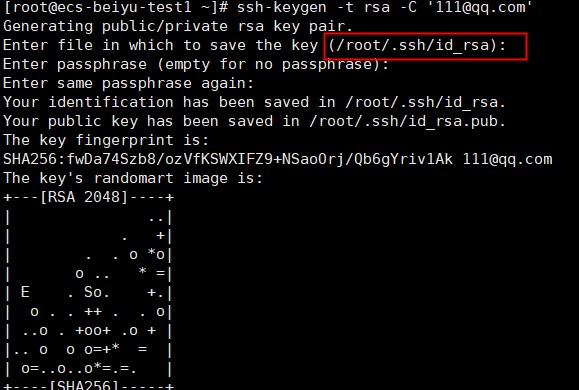 [root@ecs-beiyu-test1 ~]# ssh-keygen -t rsa -C '111@qq.com'
Generating public/private rsa key pair.
Enter file in which to save the key (/root/.ssh/id_rsa):
Enter passphrase (empty for no passphrase):
Enter same passphrase again:
Your identification has been saved in /root/.ssh/id_rsa.
Your public key has been saved in /root/.ssh/id_rsa.pub.
The key fingerprint is:
SHA256:fwDa74Szb8/ozVfKSWXIFZ9+NSaoOrj/Qb6gYriv1Ak 111@qq.com
The key's randomart image is:
+---[RSA 2048]----+
|               ..|
|            .   +|
|        .  . o *o|
|       o ..   * =|
| E    . So.    +.|
|  o . . ++ .  . o|
| ..o . +oo+ .o + |
|.. o  o o=+*  =  |
| o=..o..o*=.=.   |
+----[SHA256]-----+